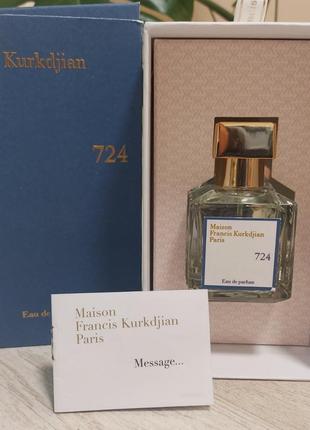 Kurkdjian
724
Eau de
Maison
Francis Kurkdjian
Paris
724
Eau de parfum
Maison
Francis Kurkdjian
Paris
Message...